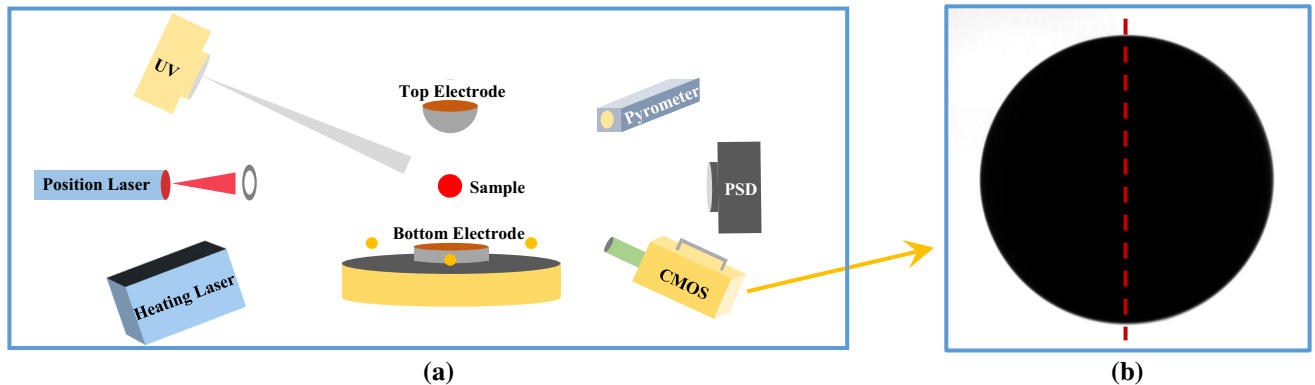 UV
Top Electrode
Pyrometer
Position Laser
Sample
PSD
Bottom Electrode
Heating Laser
CMOS
(a)
(b)